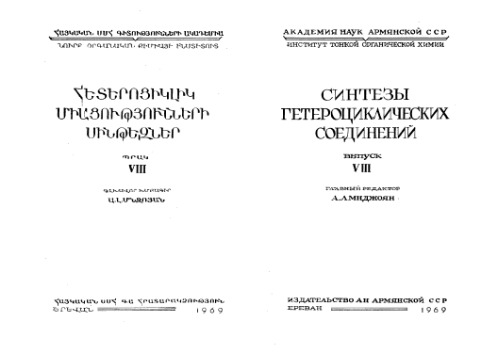 ՀԱՅԿԱԿԱՆ ՍՍՀ ԳԻՏՈՒԹՅՈՒՆՆԵՐԻ ԱԿԱԴԵՄԻԱ
ՆՈՒՐԲ ՕՐԳԱՆԱԿԱՆ ՔԻՄԻԱՅԻ ԻՆՍՏԻՏՈՒՏ
ՀԵՏԵՐՈՑԻԿԼԻԿ
ՄԻԱՑՈՒԹՅՈՒՆՆԵՐԻ
ՍԻՆԹԵԶՆԵՐ
ՊՐԱԿ
VIII
ԳԼԽԱՎՈՐ ԽՄԲԱԳԻՐ
Ա.Լ.ՄՆՋՈՅԱՆ
ՀԱՅԿԱԿԱՆ ՍՍՀ ԳԱ ՀՐԱՏԱՐԱԿՉՈՒԹՅՈՒՆ
ԵՐԵՎԱՆ 1969
АКАДЕМИЯ НАУК АРМЯНСКОЙ ССР
ИНСТИТУТ ТОНКОЙ ОРГАНИЧЕСКОЙ ХИМИИ
СИНТЕЗЫ
ГЕТЕРОЦИКЛИЧЕСКИХ
СОЕДИНЕНИЙ
ВЫПУСК
VIII
ГЛАВНЫЙ РЕДАКТОР
А.Л.МНДЖОЯН
ИЗДАТЕЛЬСТВО АН АРМЯНСКОЙ ССР
ЕРЕВАН 1969